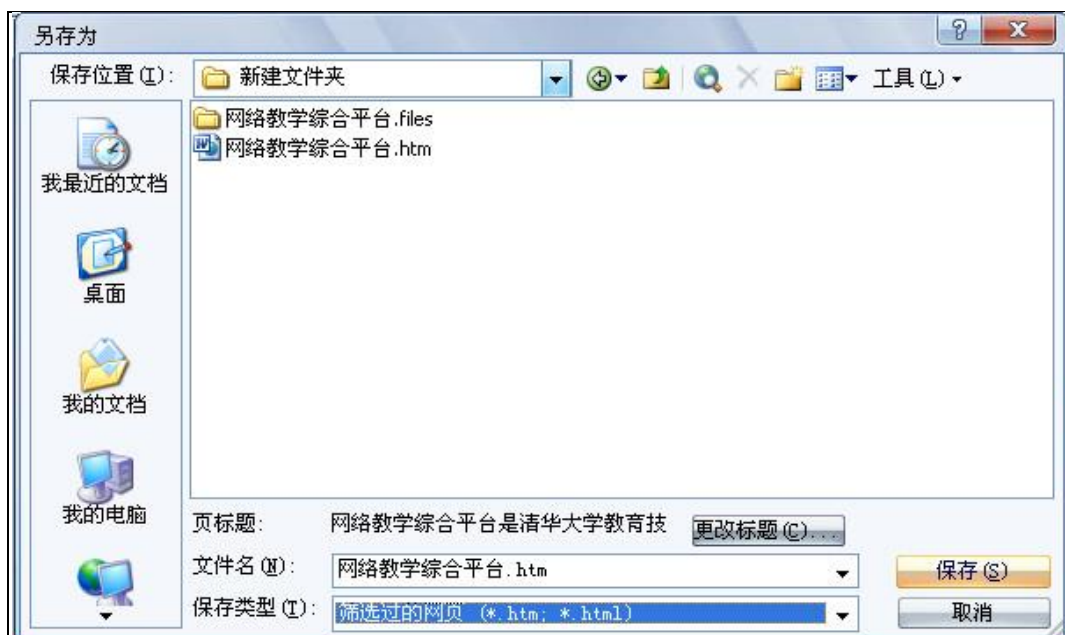 另存为
保存位置(I): 新建文件夹 工具(L)
网络教学综合平台.files
网络教学综合平台.htm
我最近的文档
桌面
我的文档
我的电脑
页标题: 网络教学综合平台是清华大学教育技 更改标题(C)...
文件名(N): 网络教学综合平台.htm 保存(S)
保存类型(T): 筛选过的网页 (*.htm; *.html) 取消